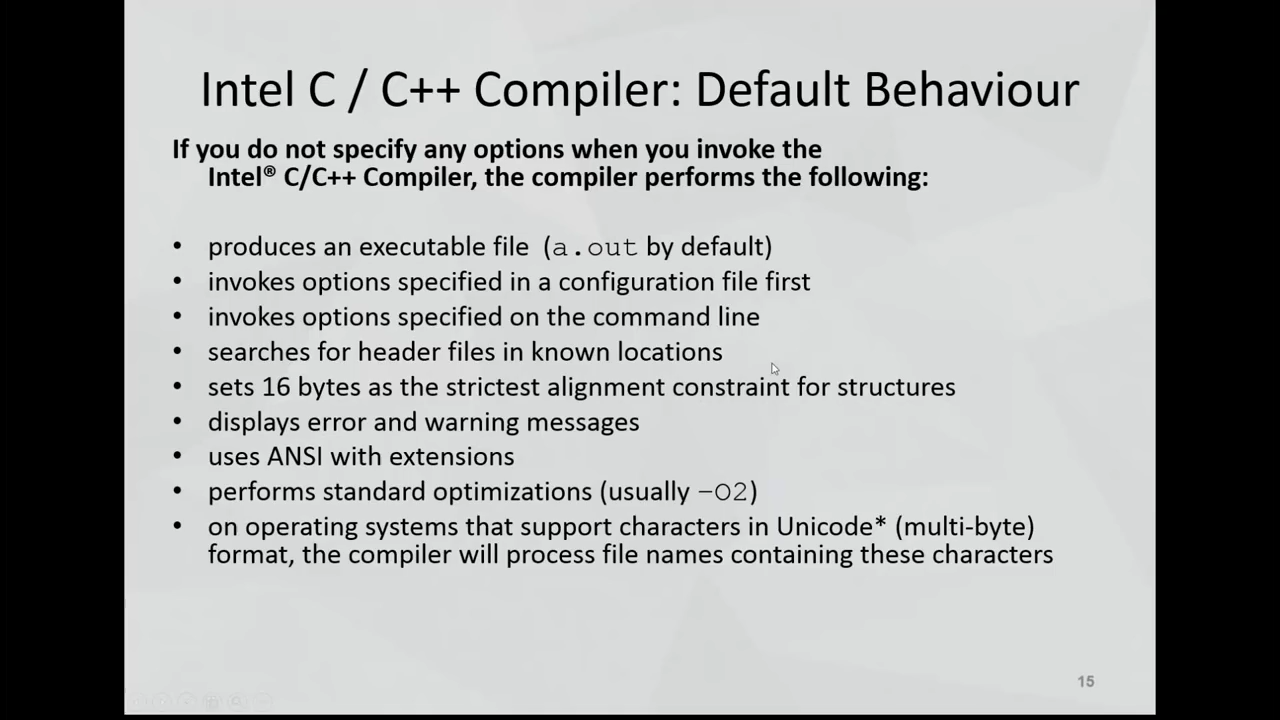 Intel C / C++ Compiler: Default Behaviour
If you do not specify any options when you invoke the
Intel® C/C++ Compiler, the compiler performs the following:
• produces an executable file (a.out by default)
• invokes options specified in a configuration file first
• invokes options specified on the command line
• searches for header files in known locations
• sets 16 bytes as the strictest alignment constraint for structures
• displays error and warning messages
• uses ANSI with extensions
• performs standard optimizations (usually –O2)
• on operating systems that support characters in Unicode* (multi-byte)
format, the compiler will process file names containing these characters
15